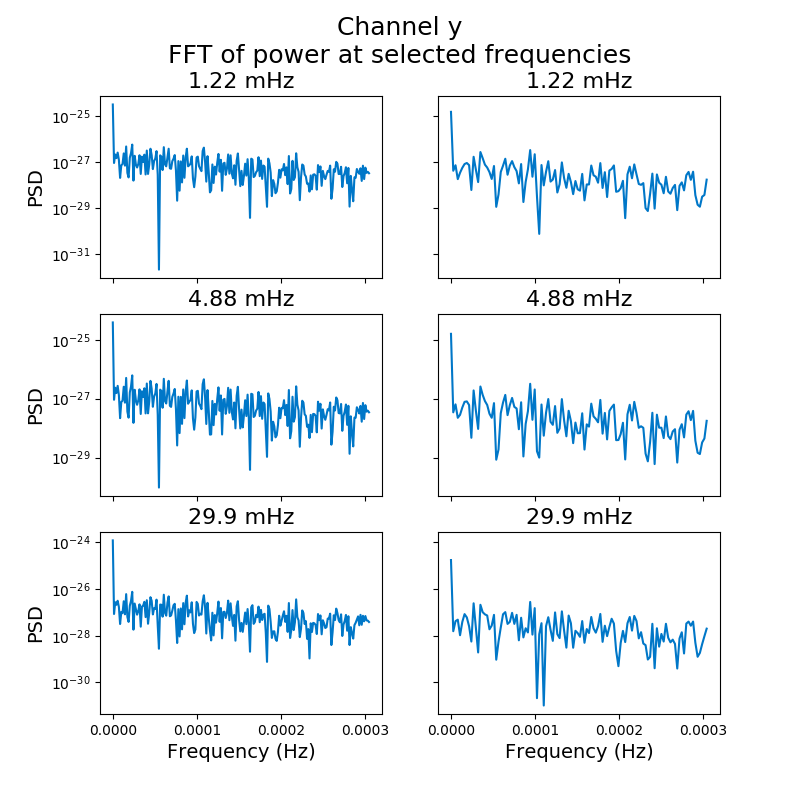 Channel y
FFT of power at selected frequencies
1.22 mHz
1.22 mHz
PSD
10⁻²⁵
10⁻²⁷
10⁻²⁹
10⁻³¹
4.88 mHz
4.88 mHz
PSD
10⁻²⁵
10⁻²⁷
10⁻²⁹
29.9 mHz
29.9 mHz
PSD
10⁻²⁴
10⁻²⁶
10⁻²⁸
10⁻³⁰
0.0000 0.0001 0.0002 0.0003
0.0000 0.0001 0.0002 0.0003
Frequency (Hz)
Frequency (Hz)